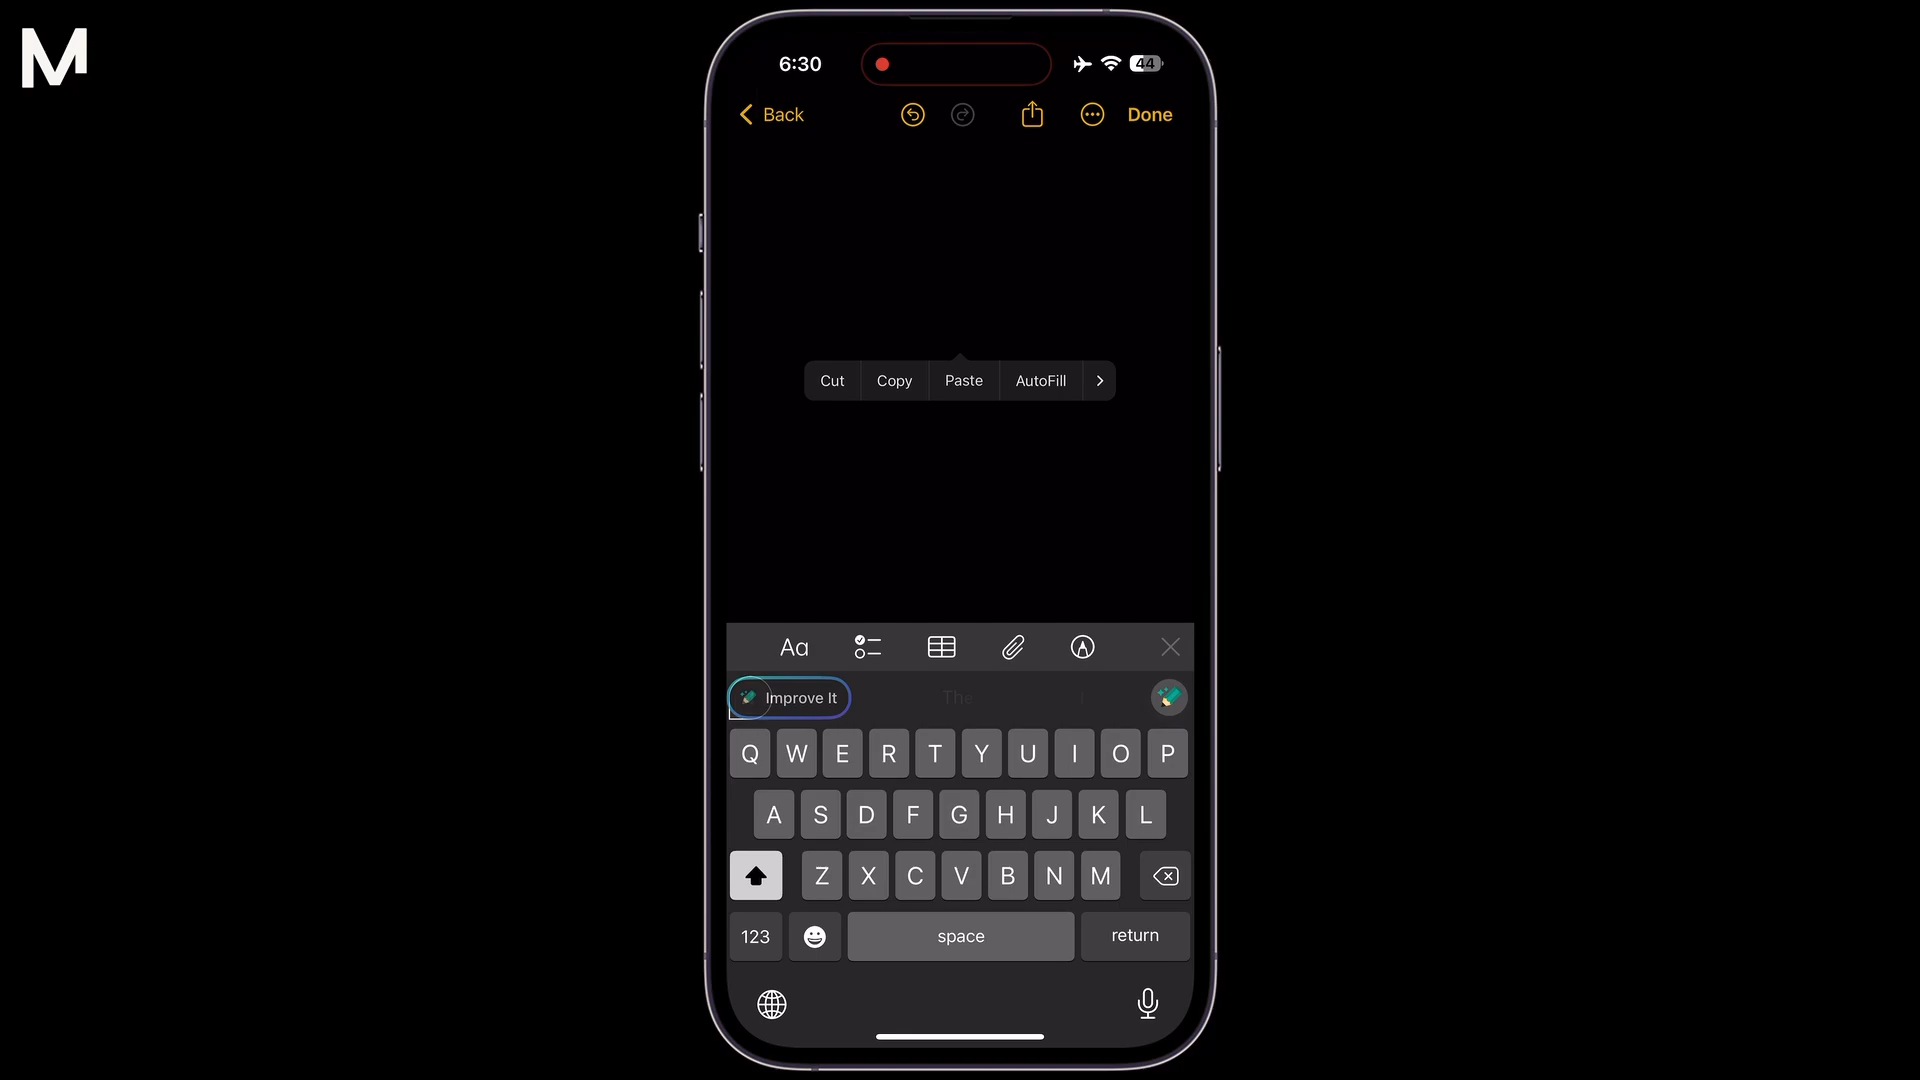 M
6:30
44
Back
Done
Cut Copy Paste AutoFill
Aa
Improve It The I
Q W E R T Y U I O P
A S D F G H J K L
Z X C V B N M
123 space return